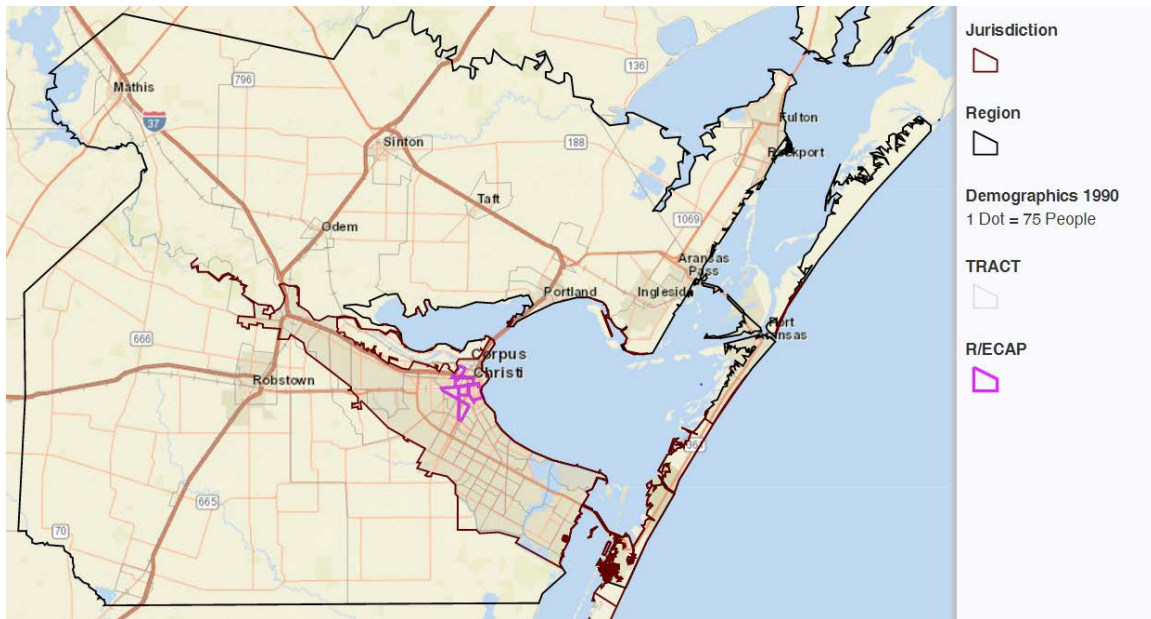 136
796
Mathis
37
Fulton
Sinton
188
Rockport
Taft
1069
Odem
Aransas
Pass
Portland
Ingleside
Port
Aransas
666
Corpus
Christi
Robstown
361
665
70
Jurisdiction
Region
Demographics 1990
1 Dot = 75 People
TRACT
R/ECAP